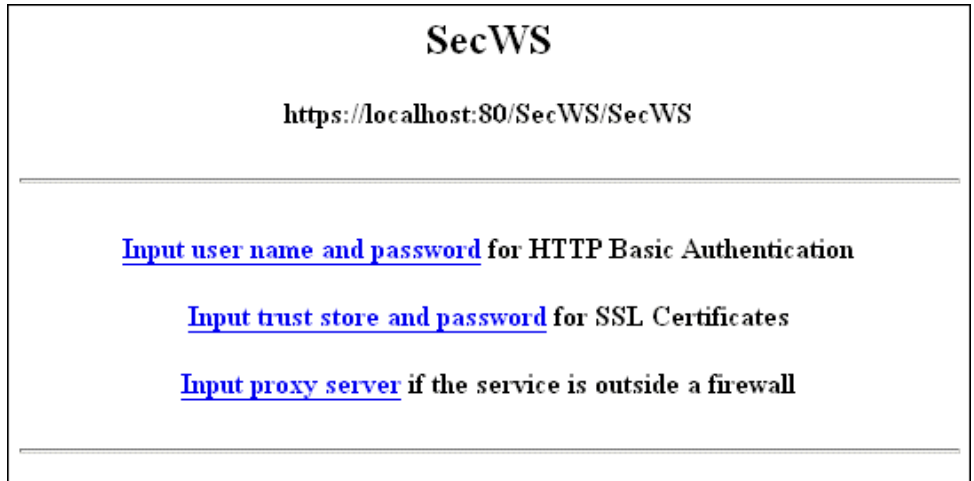 SecWS
https://localhost:80/SecWS/SecWS
Input user name and password for HTTP Basic Authentication
Input trust store and password for SSL Certificates
Input proxy server if the service is outside a firewall